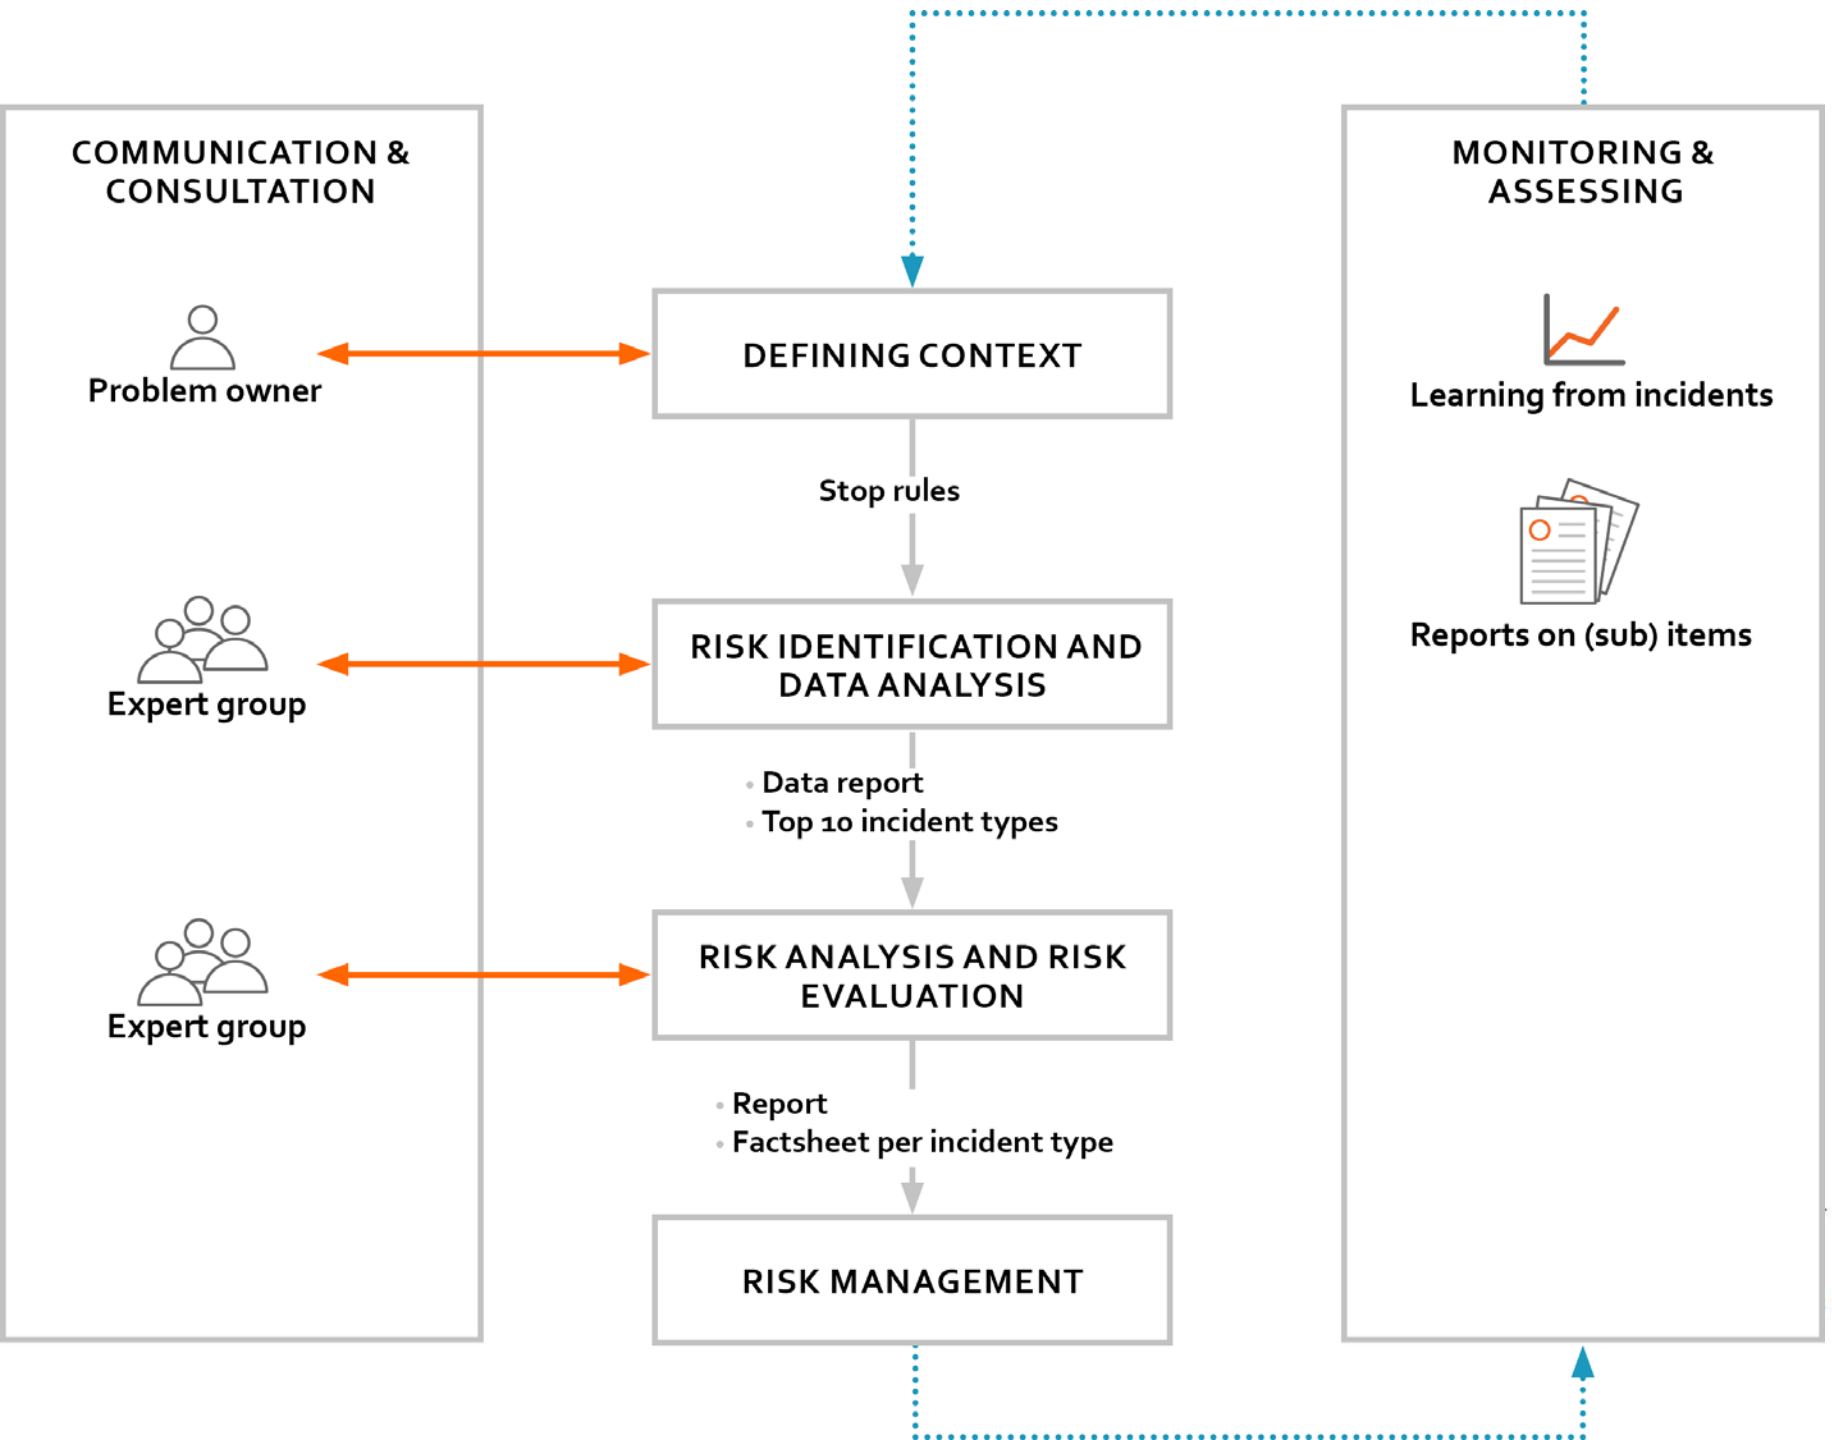 COMMUNICATION &
CONSULTATION
Problem owner
Expert group
Expert group
DEFINING CONTEXT
Stop rules
RISK IDENTIFICATION AND
DATA ANALYSIS
• Data report
• Top 10 incident types
RISK ANALYSIS AND RISK
EVALUATION
• Report
• Factsheet per incident type
RISK MANAGEMENT
MONITORING &
ASSESSING
Learning from incidents
Reports on (sub) items